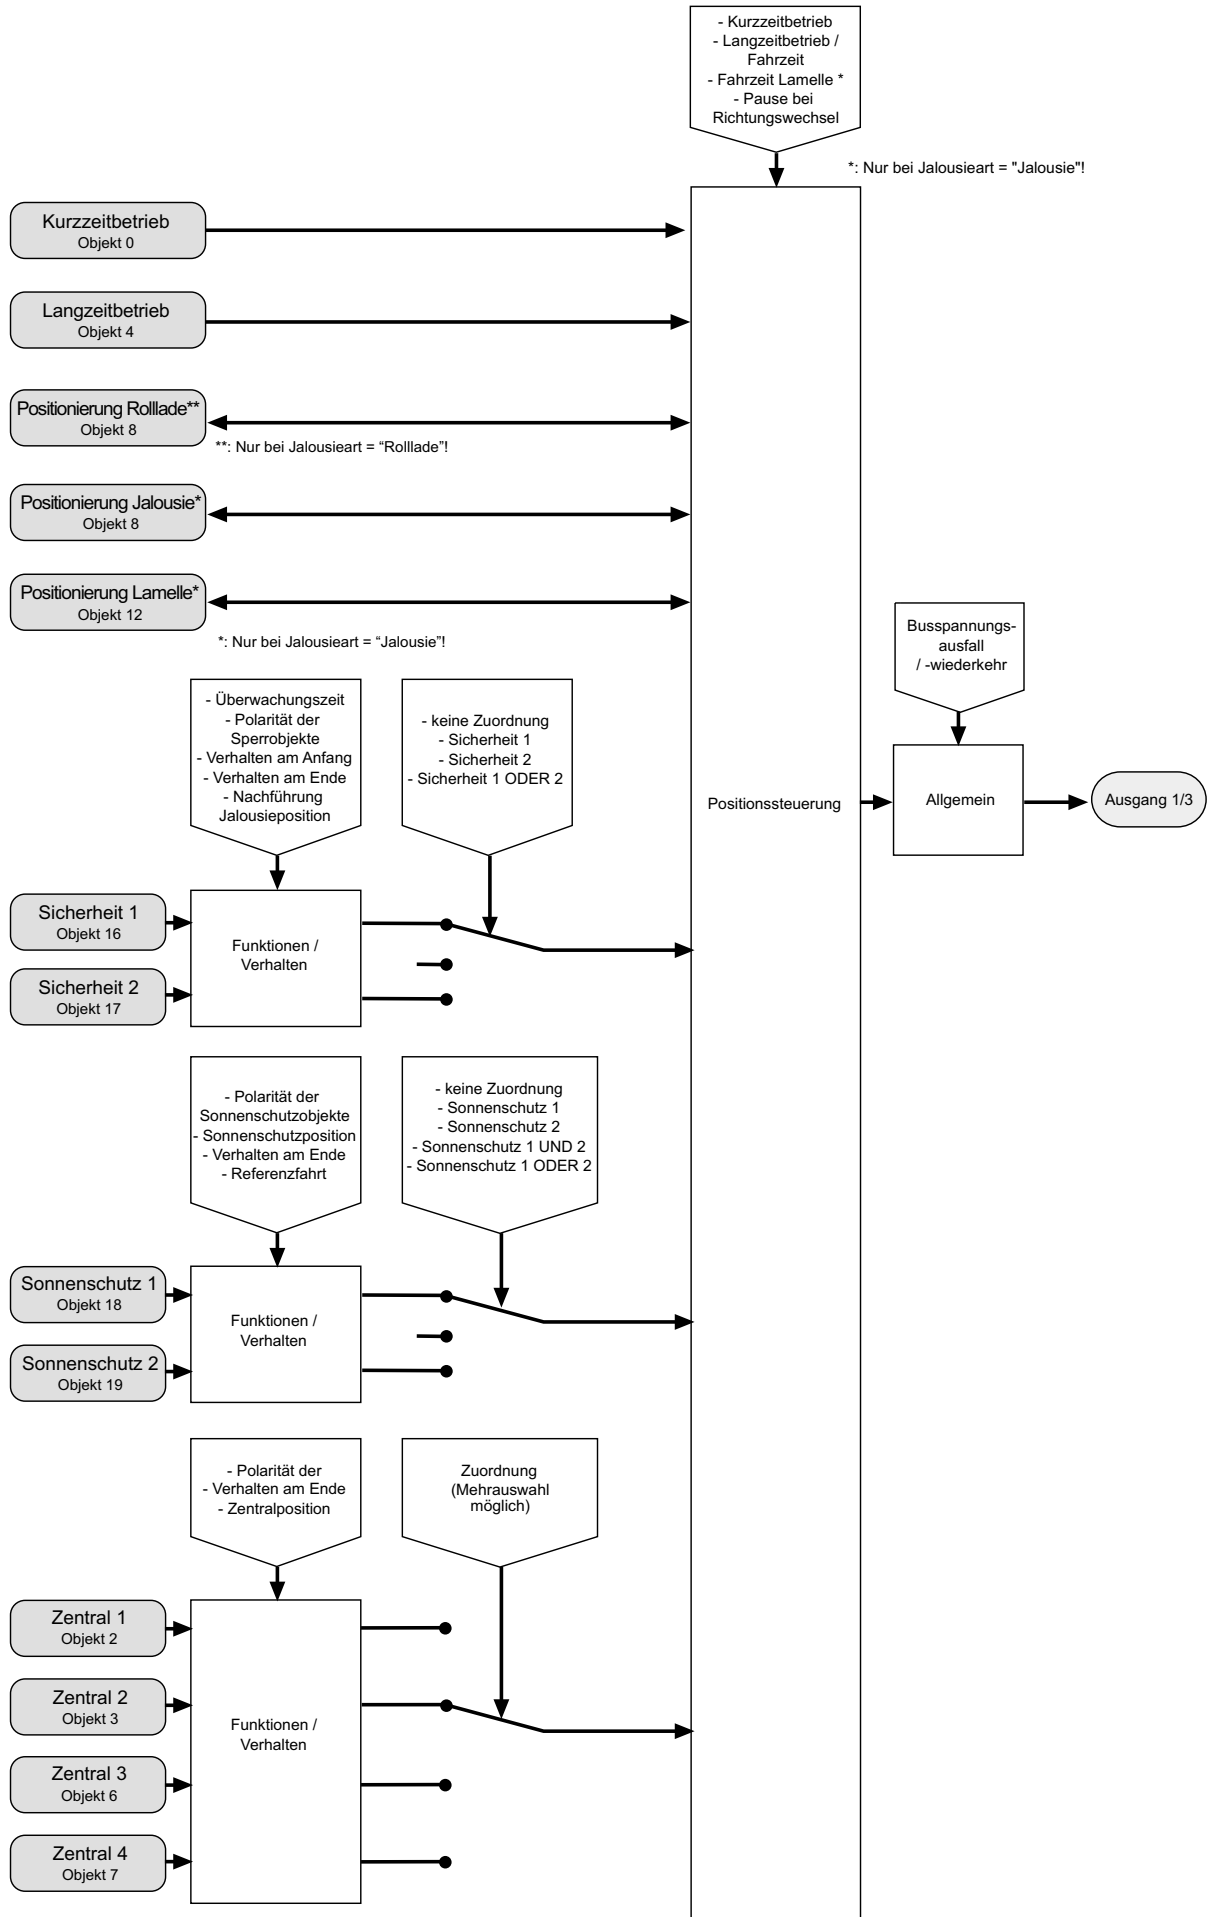 - Kurzzeitbetrieb
- Langzeitbetrieb /
Fahrzeit
- Fahrzeit Lamelle *
- Pause bei
Richtungswechsel
*: Nur bei Jalousieart = "Jalousie"!
Kurzzeitbetrieb
Objekt 0
Langzeitbetrieb
Objekt 4
Positionierung Rolllade**
Objekt 8
**: Nur bei Jalousieart = “Rolllade”!
Positionierung Jalousie*
Objekt 8
Positionierung Lamelle*
Objekt 12
*: Nur bei Jalousieart = “Jalousie”!
Busspannungs-
ausfall
/ -wiederkehr
- Überwachungszeit
- Polarität der
Sperrobjekte
- Verhalten am Anfang
- Verhalten am Ende
- Nachführung
Jalousieposition
- keine Zuordnung
- Sicherheit 1
- Sicherheit 2
- Sicherheit 1 ODER 2
Positionssteuerung
Allgemein
Ausgang 1/3
Sicherheit 1
Objekt 16
Sicherheit 2
Objekt 17
Funktionen /
Verhalten
- Polarität der
Sonnenschutzobjekte
- Sonnenschutzposition
- Verhalten am Ende
- Referenzfahrt
- keine Zuordnung
- Sonnenschutz 1
- Sonnenschutz 2
- Sonnenschutz 1 UND 2
- Sonnenschutz 1 ODER 2
Sonnenschutz 1
Objekt 18
Sonnenschutz 2
Objekt 19
Funktionen /
Verhalten
- Polarität der
- Verhalten am Ende
- Zentralposition
Zuordnung
(Mehrauswahl
möglich)
Zentral 1
Objekt 2
Zentral 2
Objekt 3
Zentral 3
Objekt 6
Zentral 4
Objekt 7
Funktionen /
Verhalten